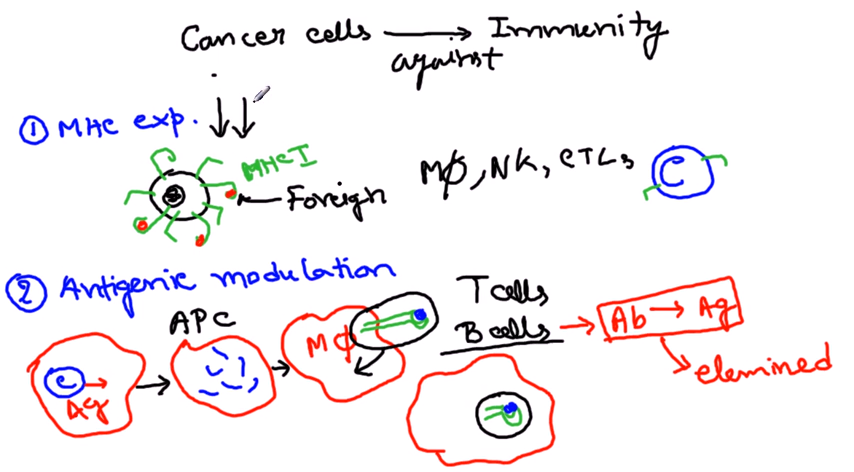 Cancer cells → Immunity
against
① MHC exp. ↓↓
MHC I
Foreign
Mϕ, NK, CTLs
C
② Antigenic modulation
T cells
B cells → Ab → Ag
elemined
APC
Mϕ
C →
Ag